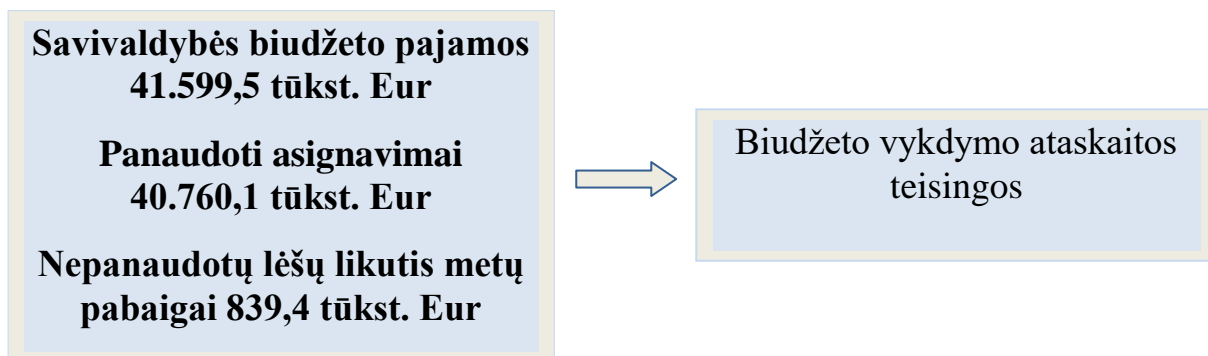 Savivaldybės biudžeto pajamos
41.599,5 tūkst. Eur
Panaudoti asignavimai
40.760,1 tūkst. Eur
Nepanaudotų lėšų likutis metų
pabaigai 839,4 tūkst. Eur
Biudžeto vykdymo ataskaitos
teisingos